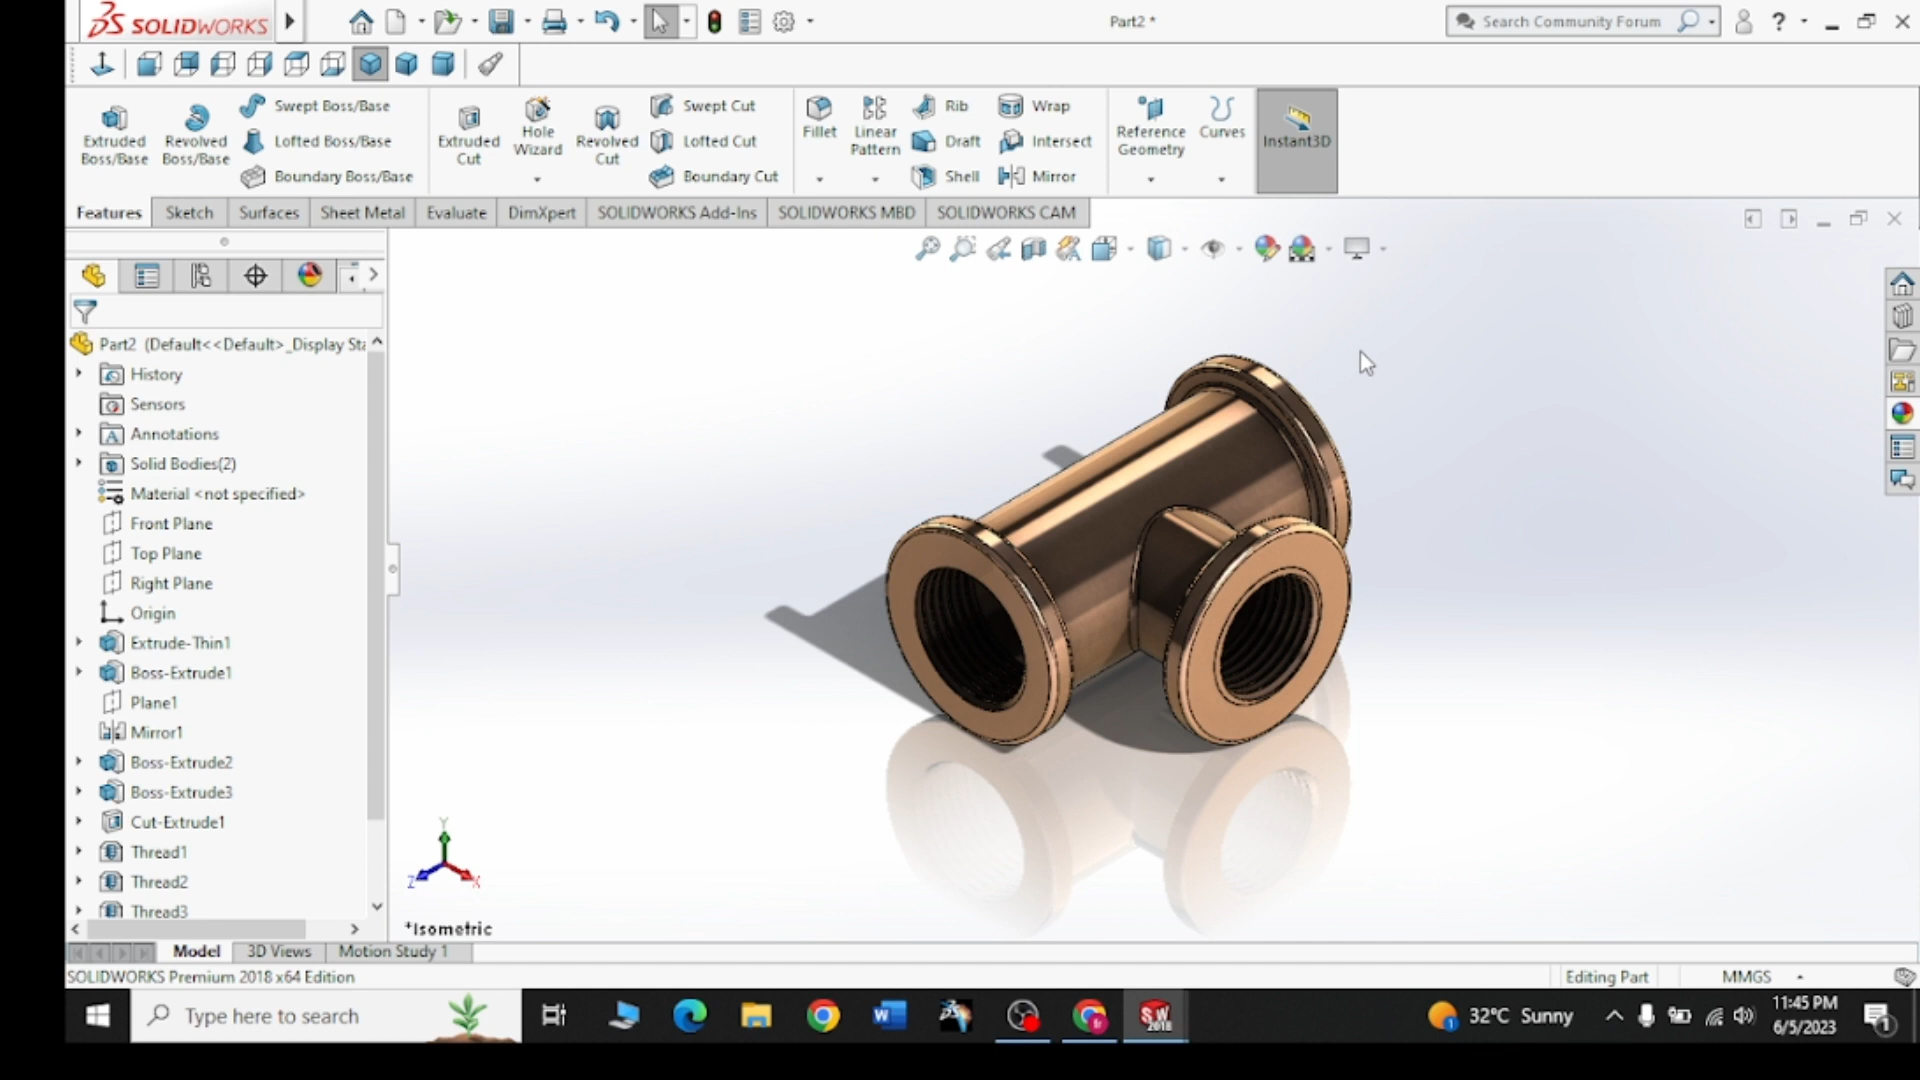 SOLIDWORKS
Part2 *
Search Community Forum
?
Extruded Boss/Base
Revolved Boss/Base
Swept Boss/Base
Lofted Boss/Base
Boundary Boss/Base
Extruded Cut
Hole Wizard
Revolved Cut
Swept Cut
Lofted Cut
Boundary Cut
Fillet
Linear Pattern
Rib
Draft
Shell
Wrap
Intersect
Mirror
Reference Geometry
Curves
Instant3D
Features
Sketch
Surfaces
Sheet Metal
Evaluate
DimXpert
SOLIDWORKS Add-Ins
SOLIDWORKS MBD
SOLIDWORKS CAM
Part2 (Default<<Default>_Display Sta
History
Sensors
Annotations
Solid Bodies(2)
Material <not specified>
Front Plane
Top Plane
Right Plane
Origin
Extrude-Thin1
Boss-Extrude1
Plane1
Mirror1
Boss-Extrude2
Boss-Extrude3
Cut-Extrude1
Thread1
Thread2
Thread3
Y
Z
X
*Isometric
Model
3D Views
Motion Study 1
SOLIDWORKS Premium 2018 x64 Edition
Editing Part
MMGS
Type here to search
32°C Sunny
11:45 PM
6/5/2023